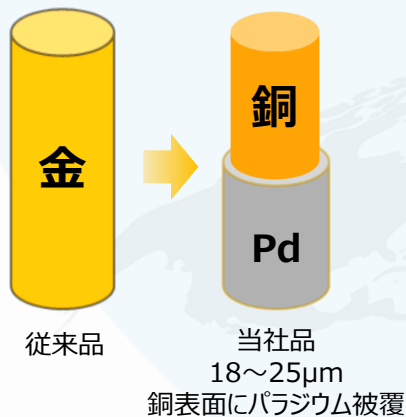 金
銅
Pd
従来品
当社品
18～25μm
銅表面にパラジウム被覆